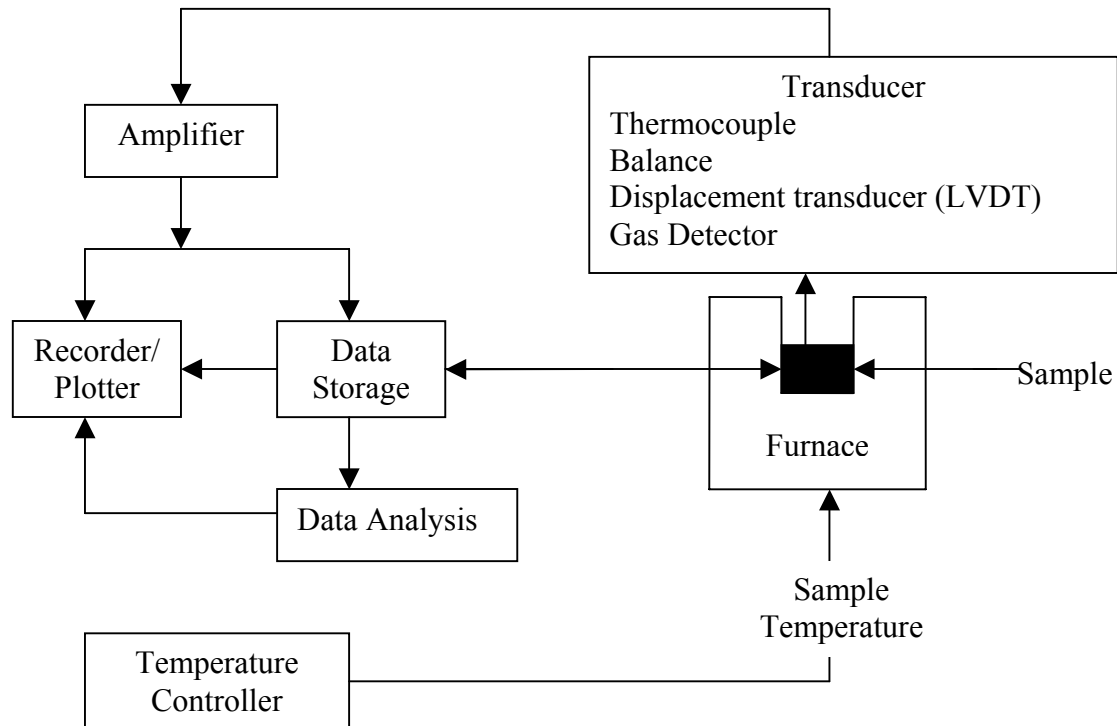 Transducer
Thermocouple
Balance
Displacement transducer (LVDT)
Gas Detector
Amplifier
Recorder/
Plotter
Data
Storage
Sample
Furnace
Data Analysis
Sample
Temperature
Temperature
Controller